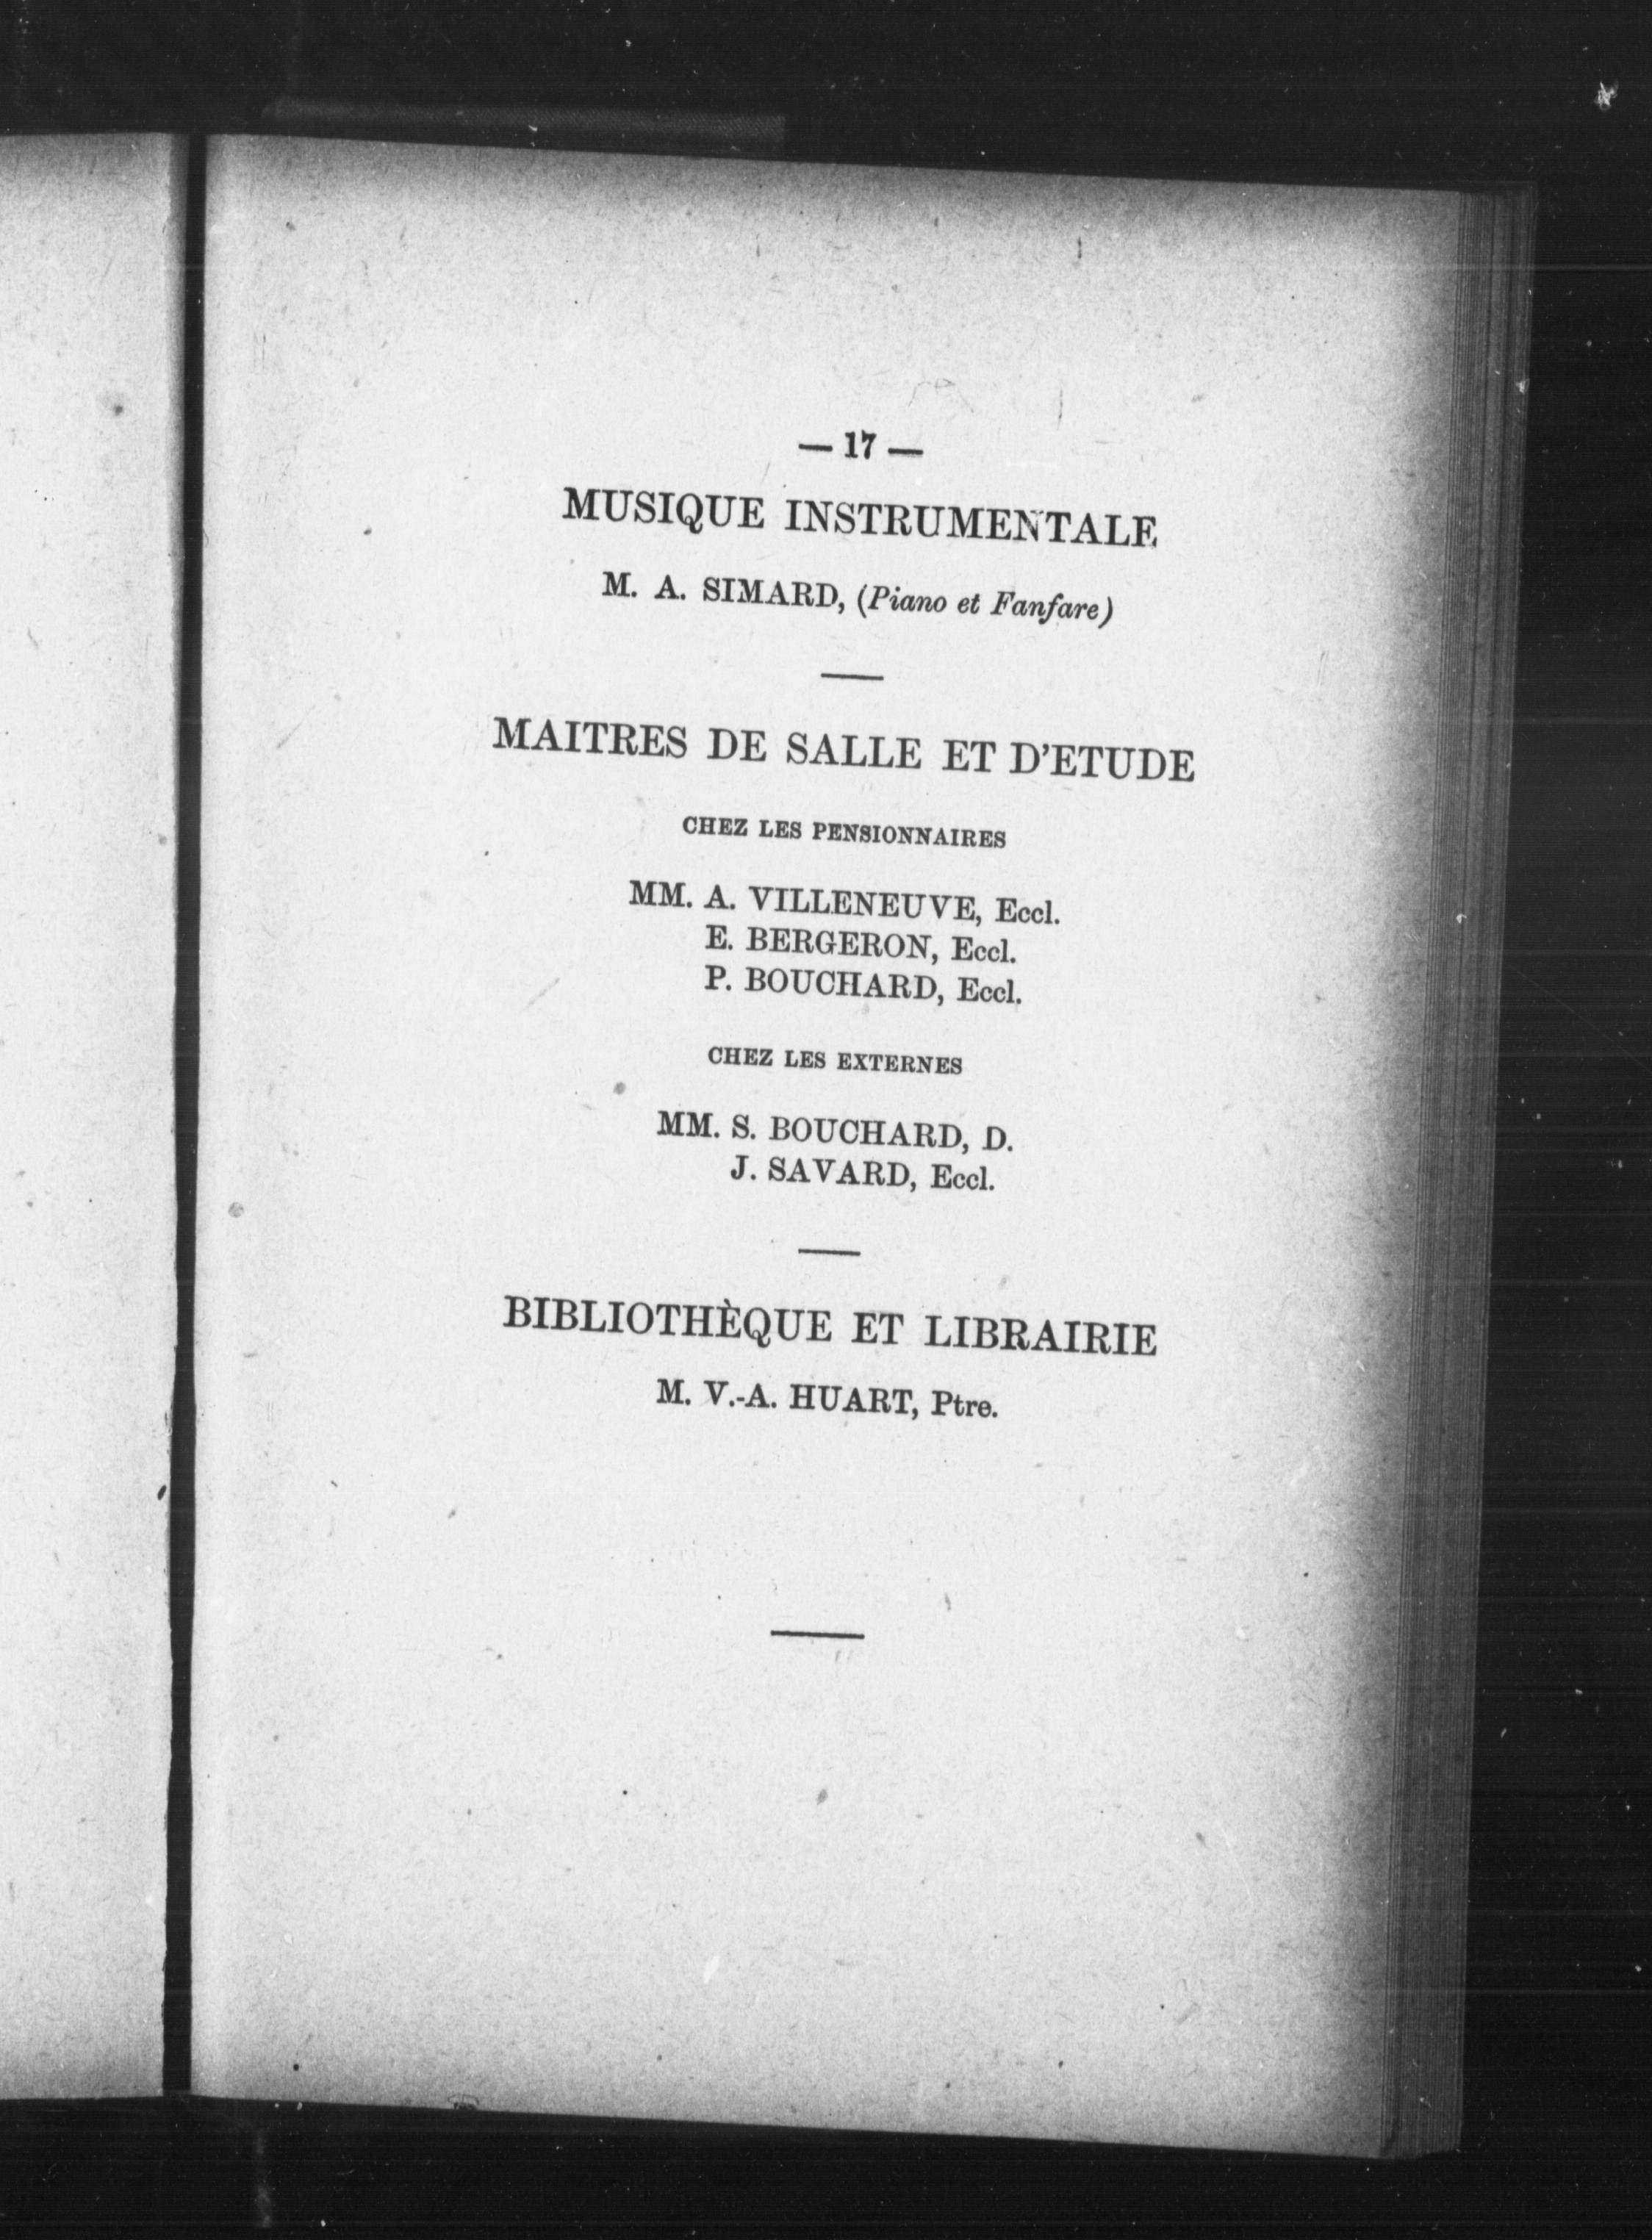 — 17 —
MUSIQUE INSTRUMENTALE
M. A. SIMARD, (Piano et Fanfare)
MAITRES DE SALLE ET D'ETUDE
CHEZ LES PENSIONNAIRES
MM. A. VILLENEUVE, Eccl.
E. BERGERON, Eccl.
P. BOUCHARD, Eccl.
CHEZ LES EXTERNES
MM. S. BOUCHARD, D.
J. SAVARD, Eccl.
BIBLIOTHÈQUE ET LIBRAIRIE
M. V.-A. HUART, Ptre.